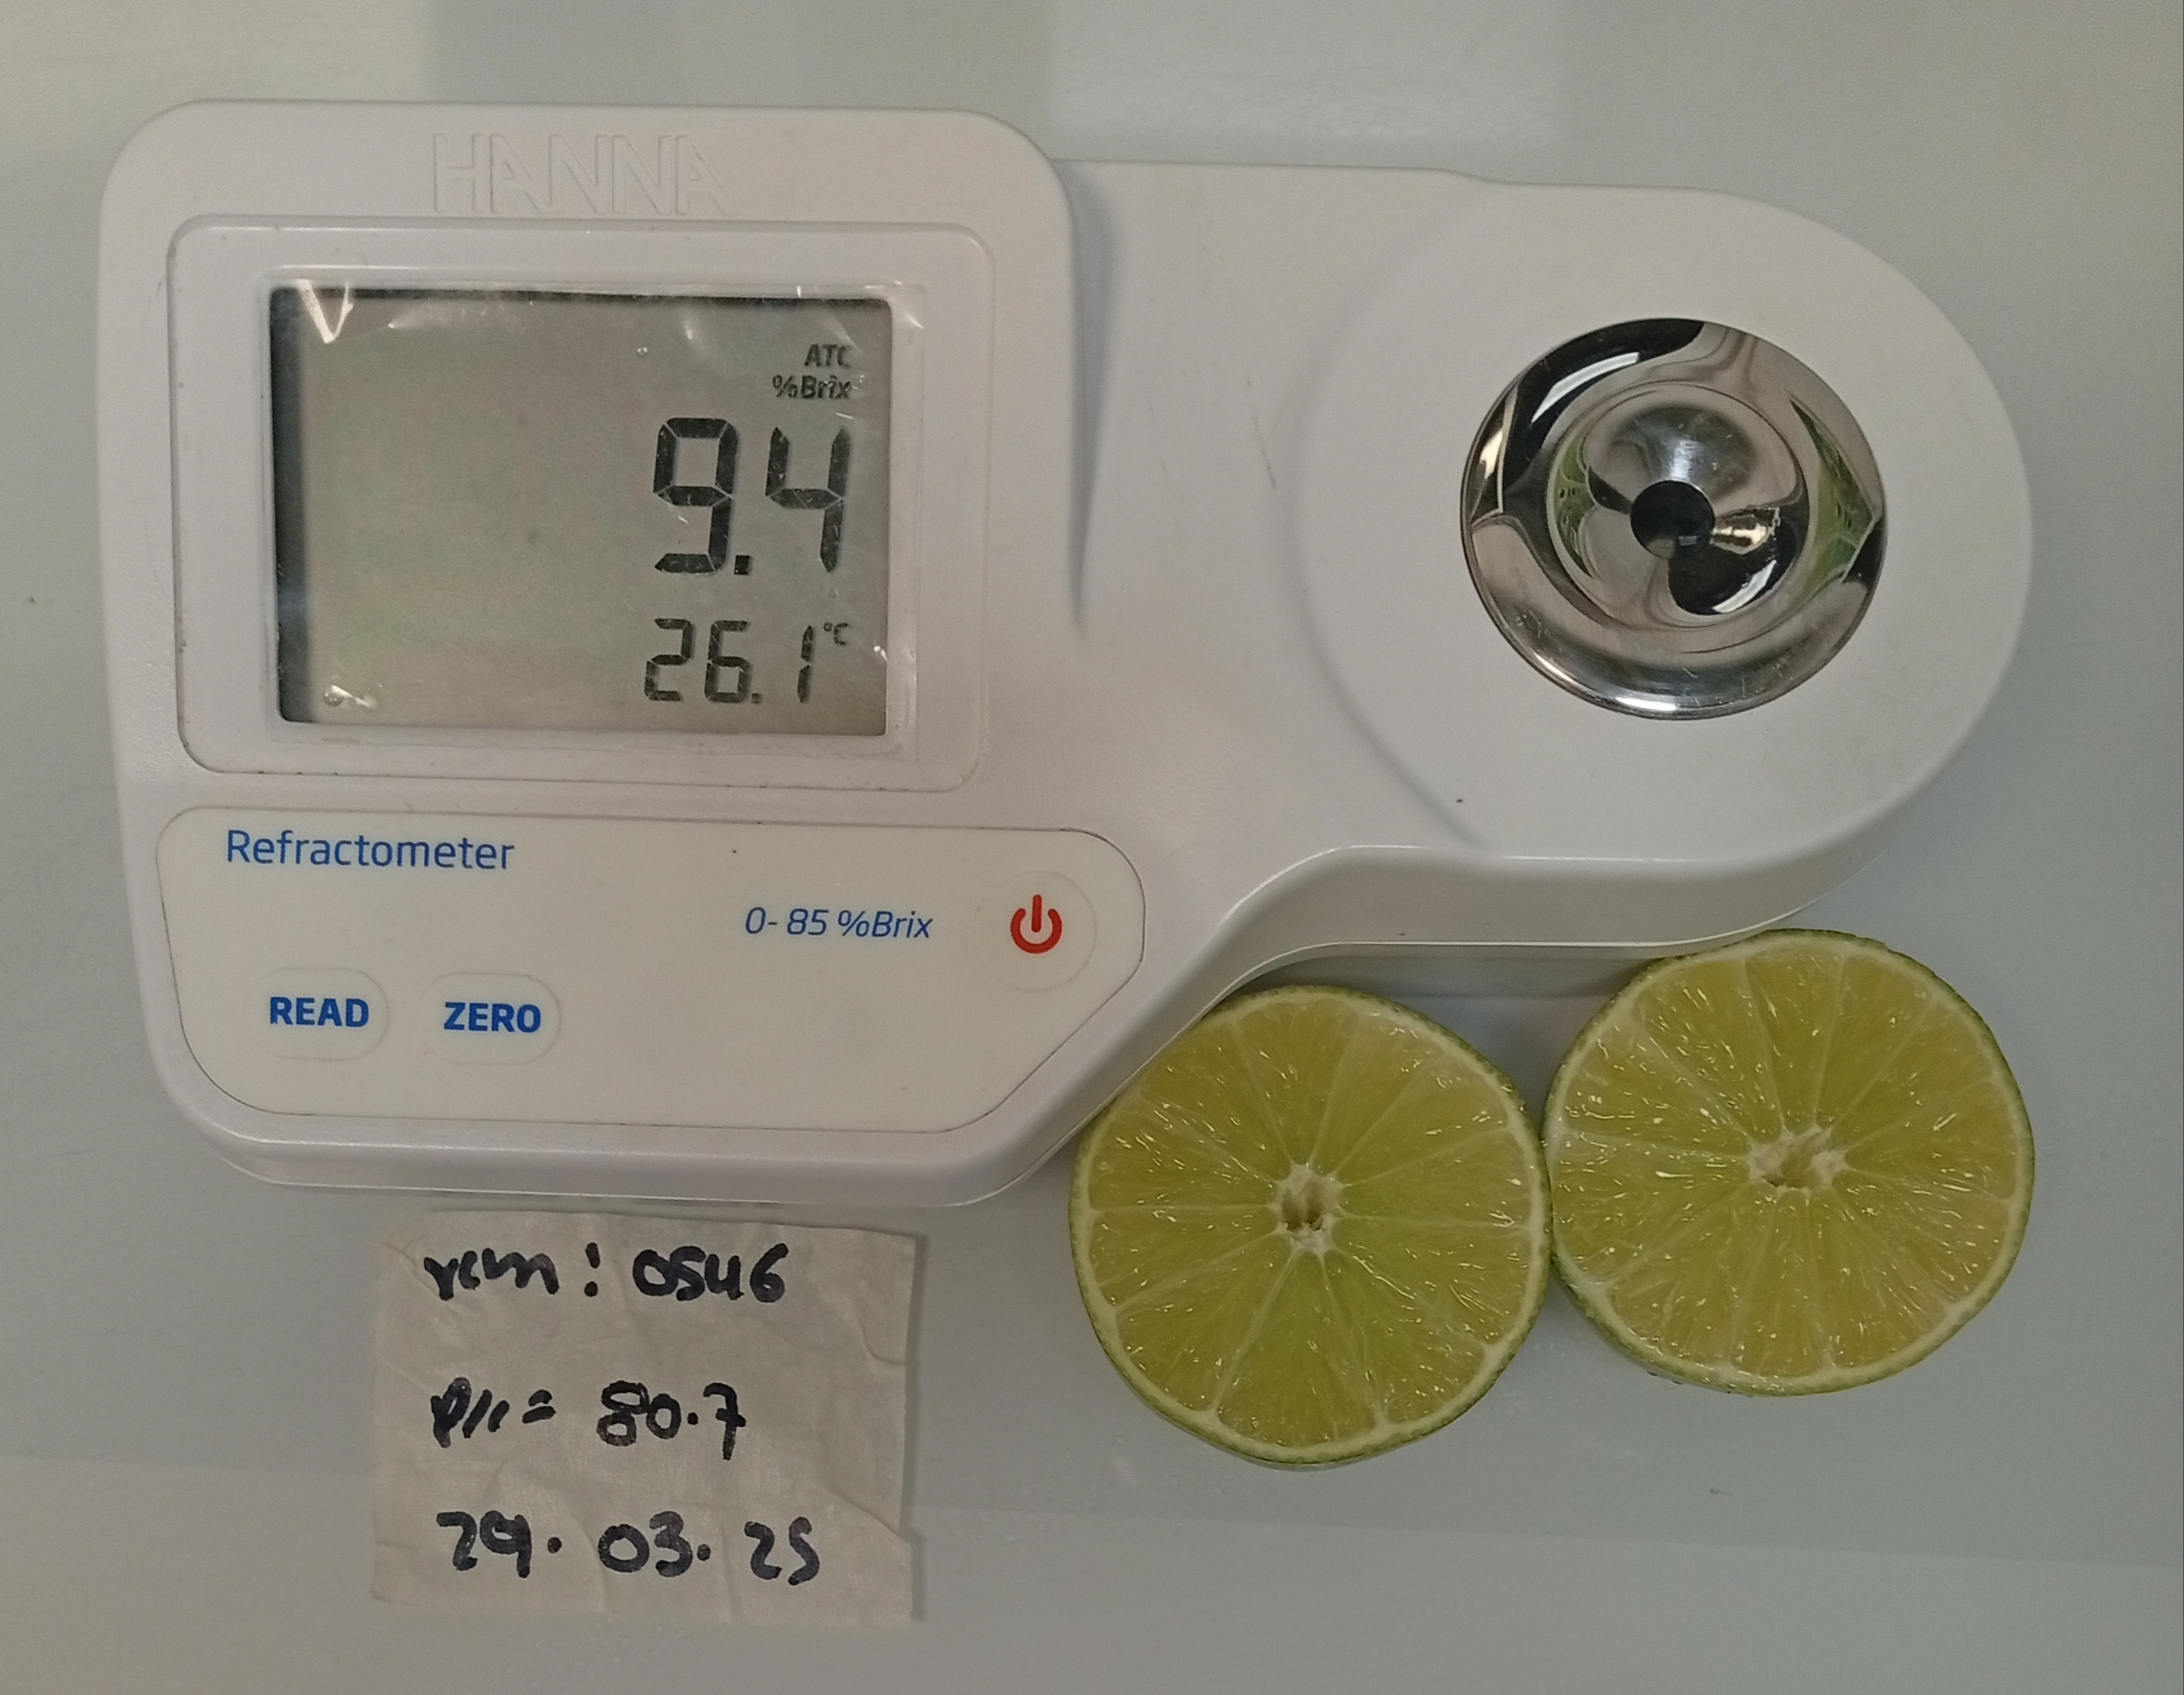 HANNA
ATC
%Brix
9.4
26.1°C
Refractometer
0-85 %Brix
READ ZERO
: 0546
= 80.7
29.03.25